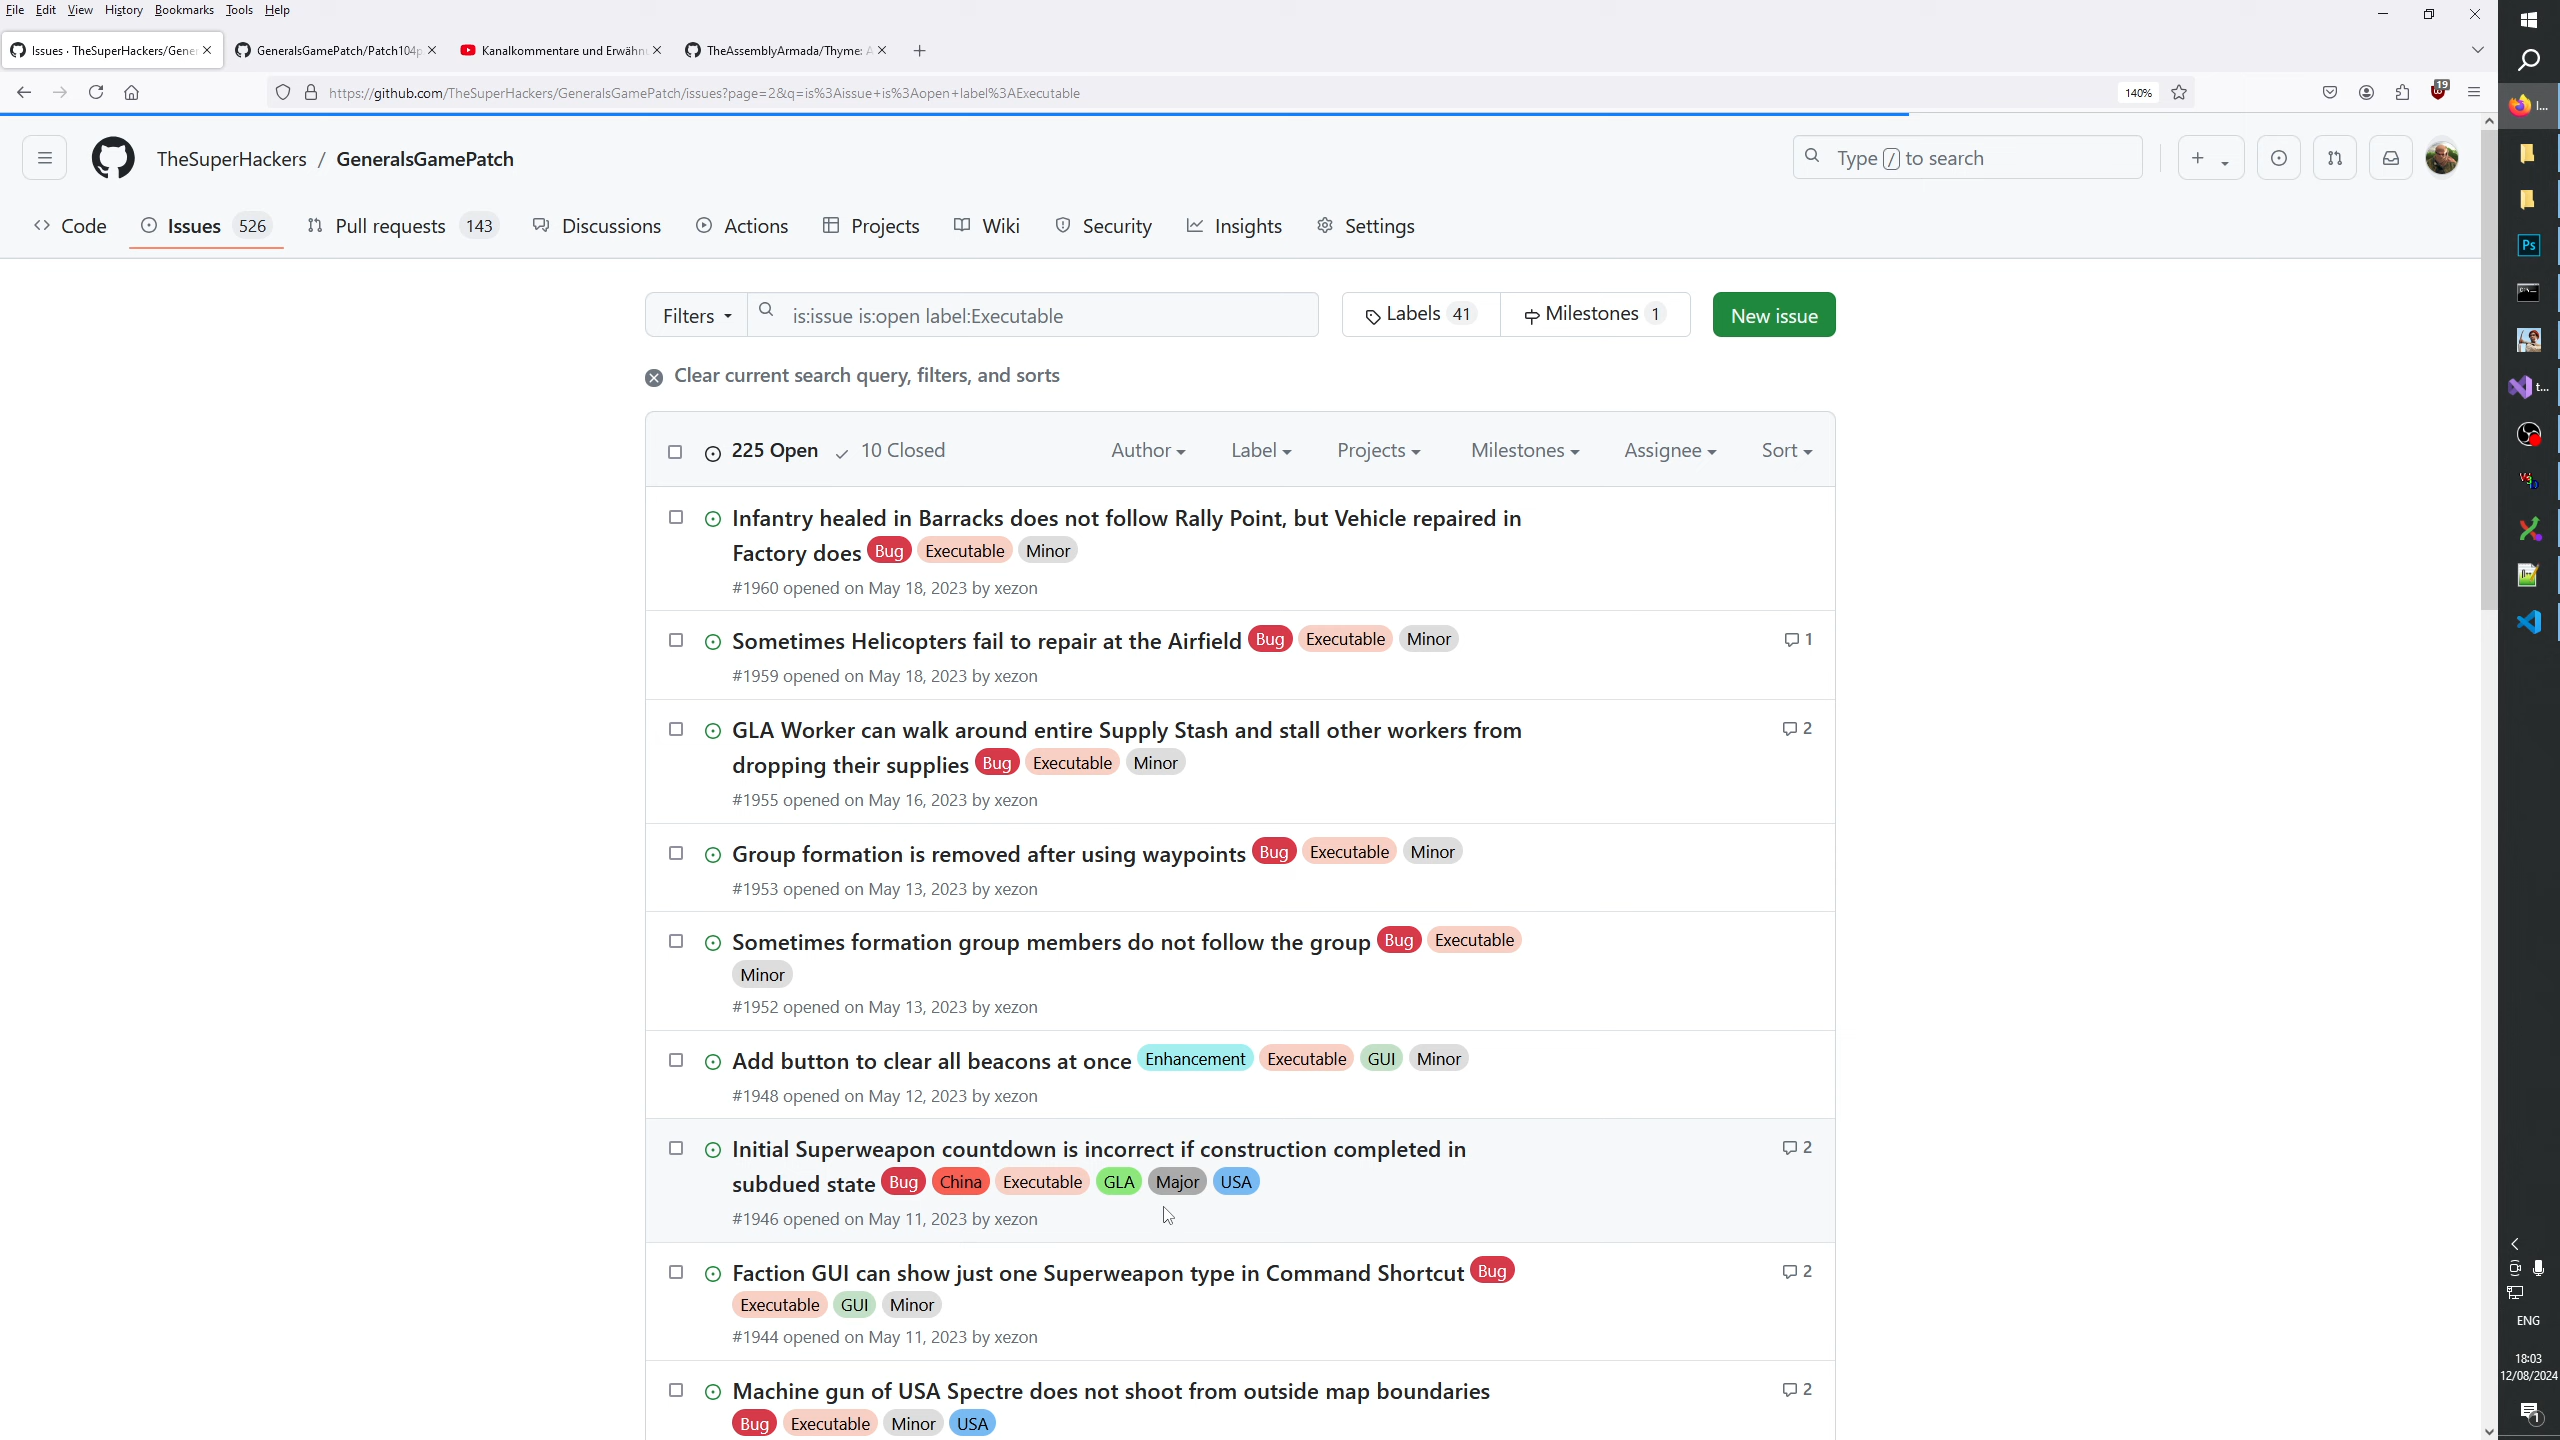 File Edit View History Bookmarks Tools Help
Issues · TheSuperHackers/Gener
GeneralsGamePatch/Patch104p
Kanalkommentare und Erwähn
TheAssemblyArmada/Thyme: A
https://github.com/TheSuperHackers/GeneralsGamePatch/issues?page=2&q=is%3Aissue+is%3Aopen+label%3AExecutable
140%
19
TheSuperHackers / GeneralsGamePatch
Type / to search
Code Issues 526 Pull requests 143 Discussions Actions Projects Wiki Security Insights Settings
Filters is:issue is:open label:Executable Labels 41 Milestones 1 New issue
Clear current search query, filters, and sorts
225 Open 10 Closed Author Label Projects Milestones Assignee Sort
Infantry healed in Barracks does not follow Rally Point, but Vehicle repaired in
Factory does Bug Executable Minor
#1960 opened on May 18, 2023 by xezon
Sometimes Helicopters fail to repair at the Airfield Bug Executable Minor 1
#1959 opened on May 18, 2023 by xezon
GLA Worker can walk around entire Supply Stash and stall other workers from 2
dropping their supplies Bug Executable Minor
#1955 opened on May 16, 2023 by xezon
Group formation is removed after using waypoints Bug Executable Minor
#1953 opened on May 13, 2023 by xezon
Sometimes formation group members do not follow the group Bug Executable
Minor
#1952 opened on May 13, 2023 by xezon
Add button to clear all beacons at once Enhancement Executable GUI Minor
#1948 opened on May 12, 2023 by xezon
Initial Superweapon countdown is incorrect if construction completed in 2
subdued state Bug China Executable GLA Major USA
#1946 opened on May 11, 2023 by xezon
Faction GUI can show just one Superweapon type in Command Shortcut Bug 2
Executable GUI Minor
#1944 opened on May 11, 2023 by xezon
Machine gun of USA Spectre does not shoot from outside map boundaries 2
Bug Executable Minor USA
I...
Ps
t...
ENG
18:03
12/08/2024
1